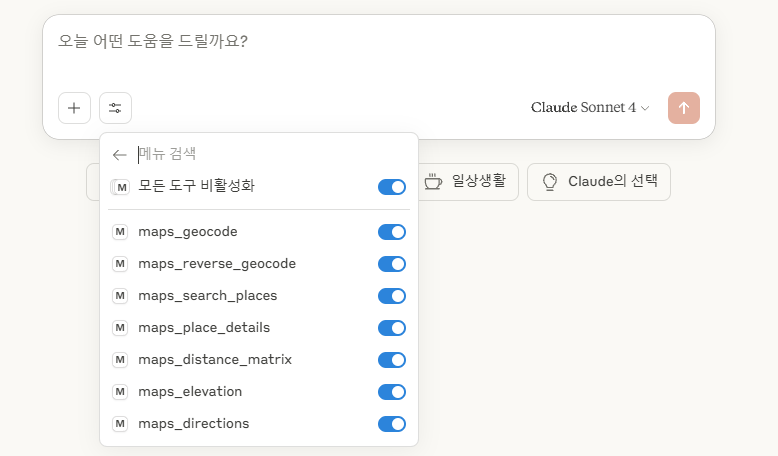 오늘 어떤 도움을 드릴까요?
Claude Sonnet 4
메뉴 검색
M 모든 도구 비활성화
일상생활
Claude의 선택
M maps_geocode
M maps_reverse_geocode
M maps_search_places
M maps_place_details
M maps_distance_matrix
M maps_elevation
M maps_directions